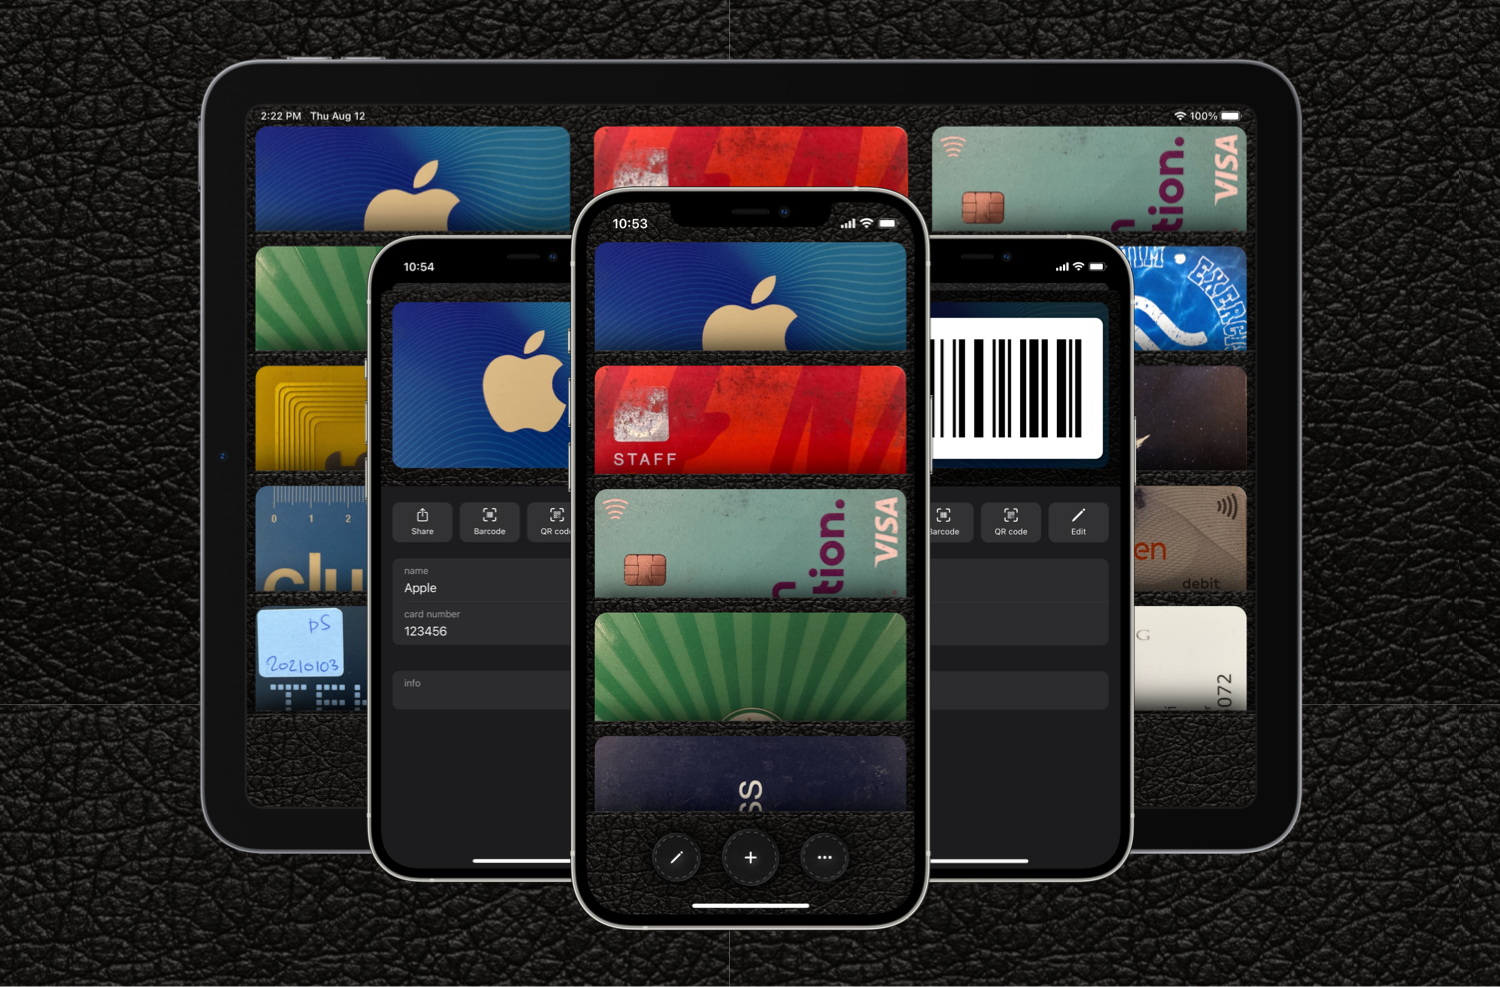 2:22 PM Thu Aug 12
100%
tion.
VISA
0 1 2
clu
pS
20210103
TEL
EXERC
en
debit
G
072
10:54
Share
Barcode
QR cod
name
Apple
card number
123456
info
10:53
STAFF
tion.
VISA
SS
Barcode
QR code
Edit